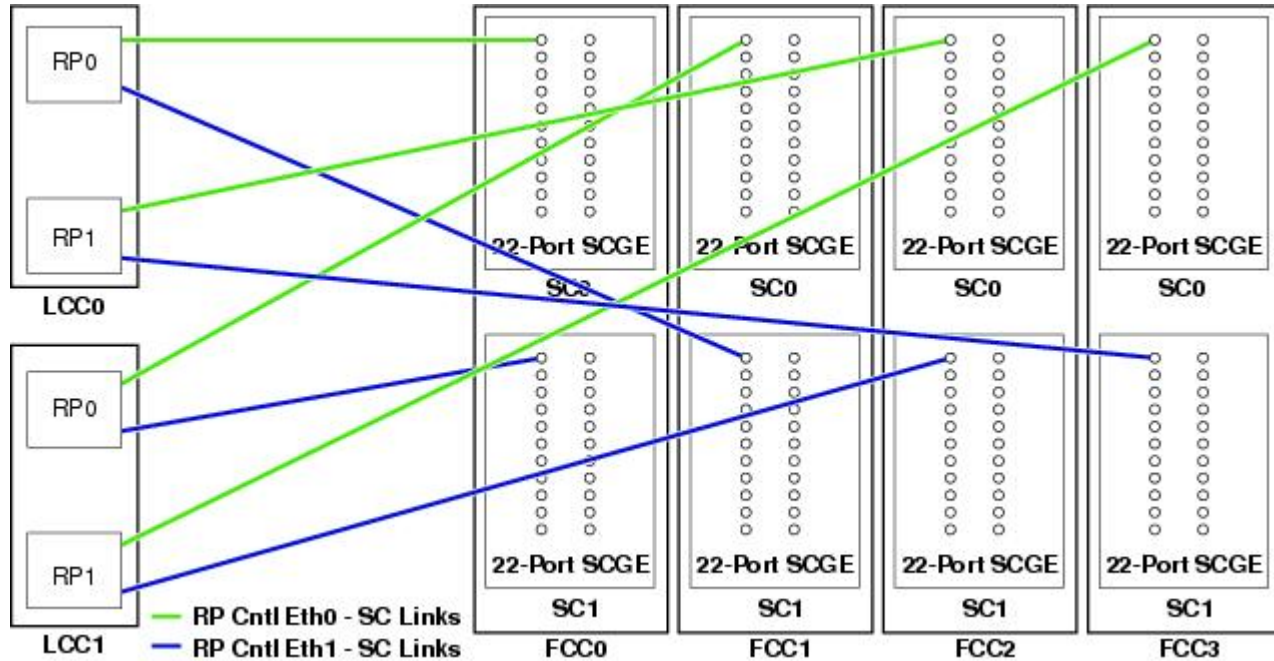 RP0
RP1
LCC0
RP0
RP1
LCC1
22-Port SCGE
22-Port SCGE
22-Port SCGE
22-Port SCGE
SC0
SC0
SC0
22-Port SCGE
22-Port SCGE
22-Port SCGE
22-Port SCGE
SC1
SC1
SC1
SC1
FCC0
FCC1
FCC2
FCC3
RP Cntl Eth0 - SC Links
RP Cntl Eth1 - SC Links